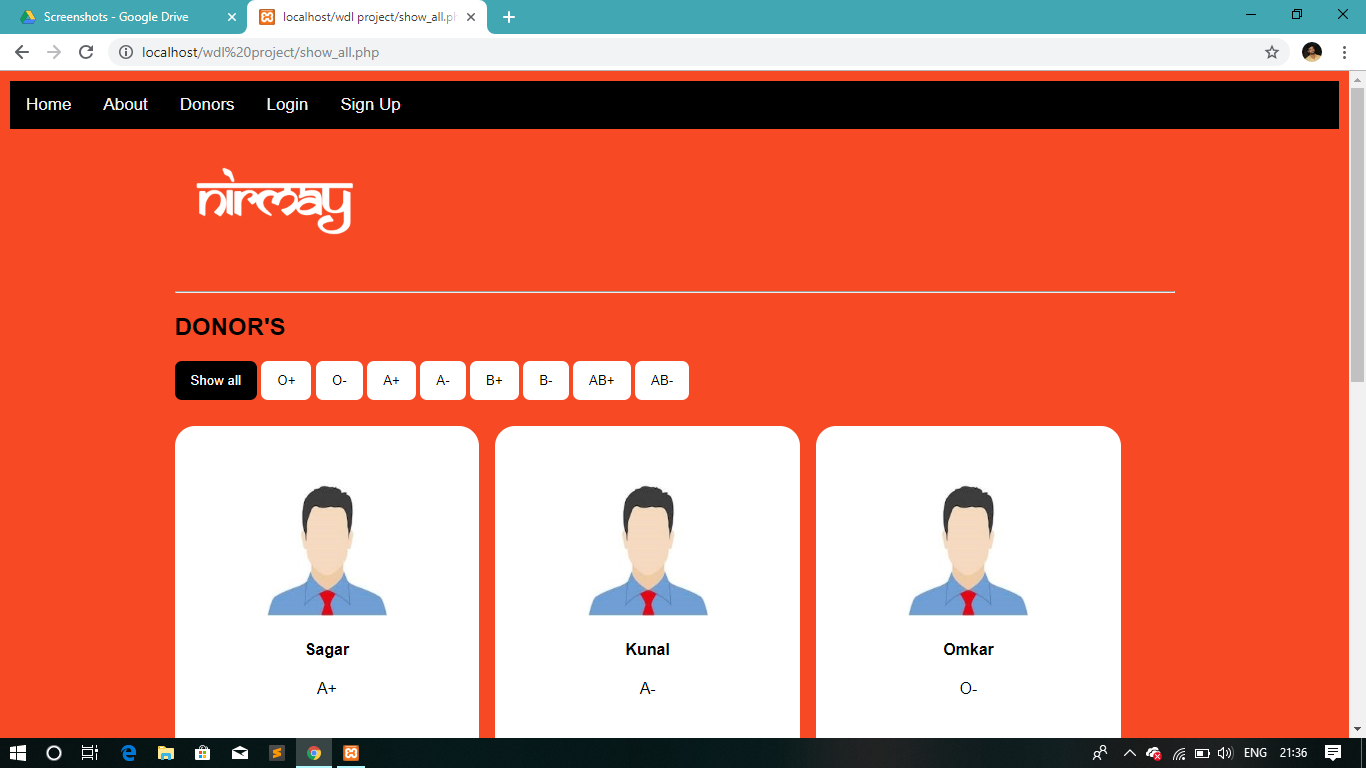 Screenshots - Google Drive
localhost/wdl project/show_all.ph
localhost/wdl%20project/show_all.php
Home About Donors Login Sign Up
nirmay
DONOR'S
Show all O+ O- A+ A- B+ B- AB+ AB-
Sagar Kunal Omkar
A+ A- O-
ENG 21:36